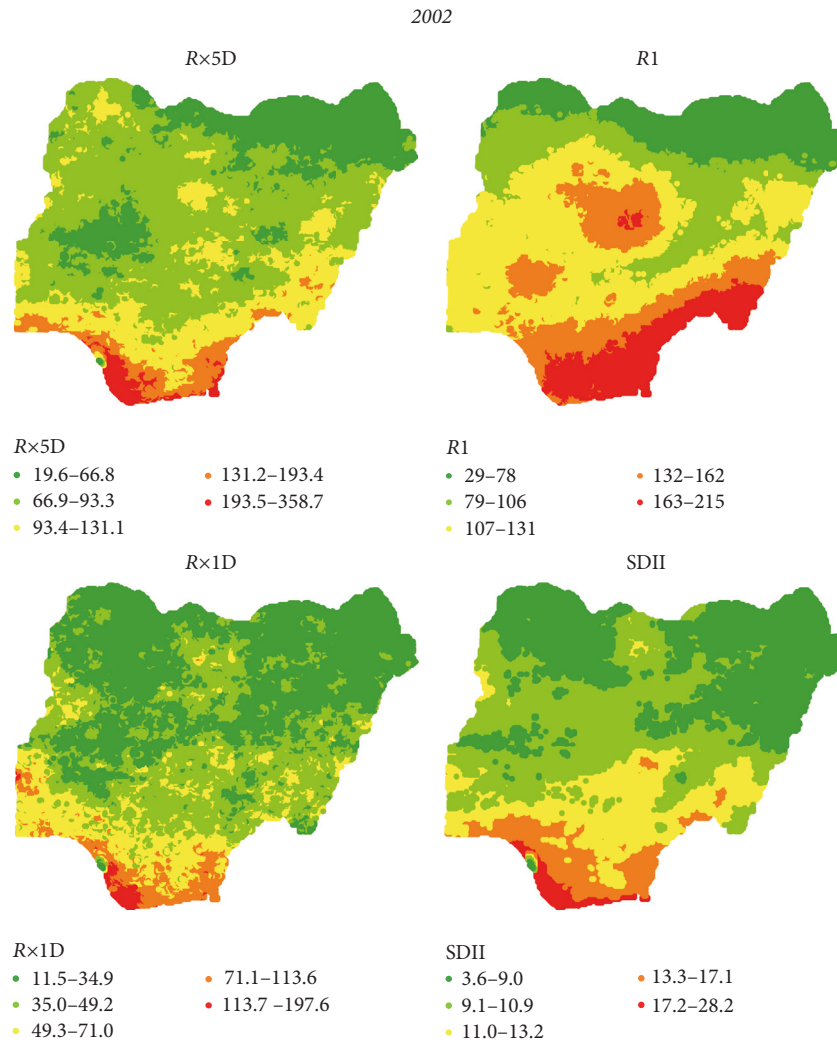 2002
R×5D
R1
R×5D
19.6–66.8
131.2–193.4
66.9–93.3
193.5–358.7
93.4–131.1
R1
29–78
132–162
79–106
163–215
107–131
R×1D
SDII
R×1D
11.5–34.9
71.1–113.6
35.0–49.2
113.7 –197.6
49.3–71.0
SDII
3.6–9.0
13.3–17.1
9.1–10.9
17.2–28.2
11.0–13.2